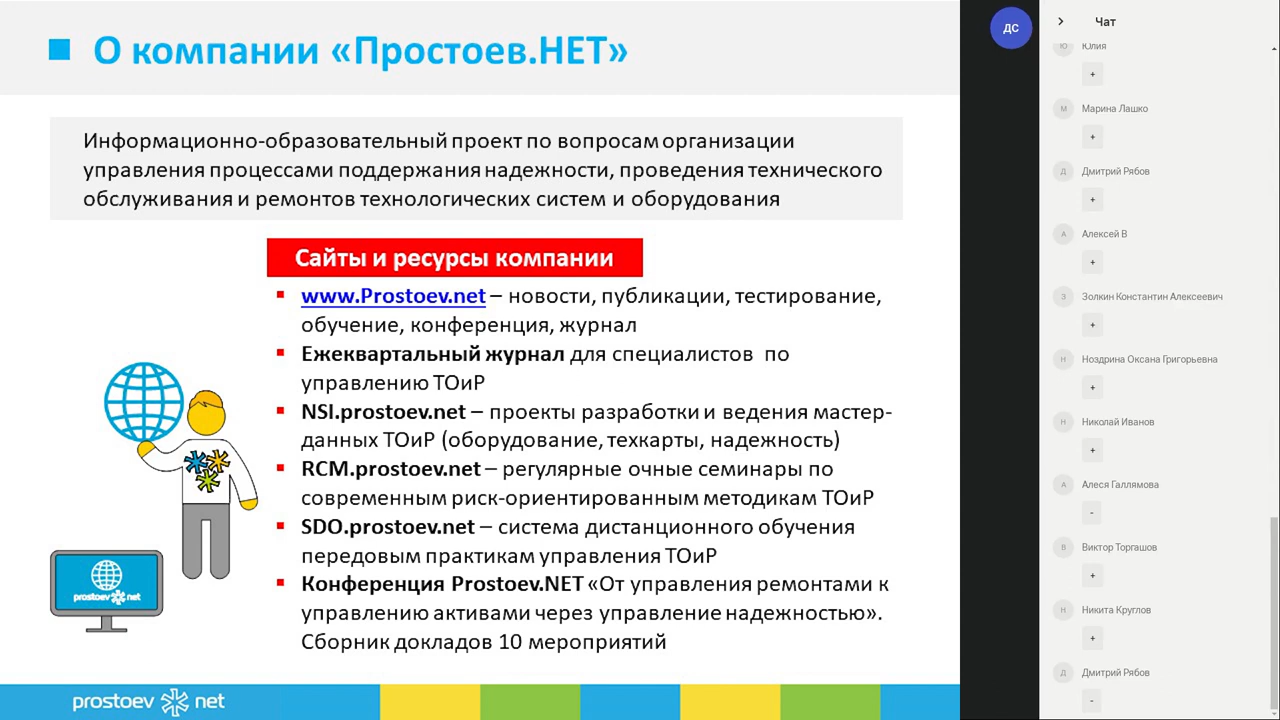 О компании «Простоев.НЕТ»
Информационно-образовательный проект по вопросам организации
управления процессами поддержания надежности, проведения технического
обслуживания и ремонтов технологических систем и оборудования
Сайты и ресурсы компании
www.Prostoev.net – новости, публикации, тестирование,
обучение, конференция, журнал
Ежеквартальный журнал для специалистов по
управлению ТОиР
NSI.prostoev.net – проекты разработки и ведения мастер-
данных ТОиР (оборудование, техкарты, надежность)
RCM.prostoev.net – регулярные очные семинары по
современным риск-ориентированным методикам ТОиР
SDO.prostoev.net – система дистанционного обучения
передовым практикам управления ТОиР
Конференция Prostoev.NET «От управления ремонтами к
управлению активами через управление надежностью».
Сборник докладов 10 мероприятий
prostoev net
prostoev net
ДС
Чат
Ю Юлия
+
М Марина Лашко
+
Д Дмитрий Рябов
+
А Алексей В
+
З Золкин Константин Алексеевич
+
Н Ноздрина Оксана Григорьевна
+
Н Николай Иванов
+
А Алеся Галлямова
-
В Виктор Торгашов
+
Н Никита Круглов
+
Д Дмитрий Рябов
-